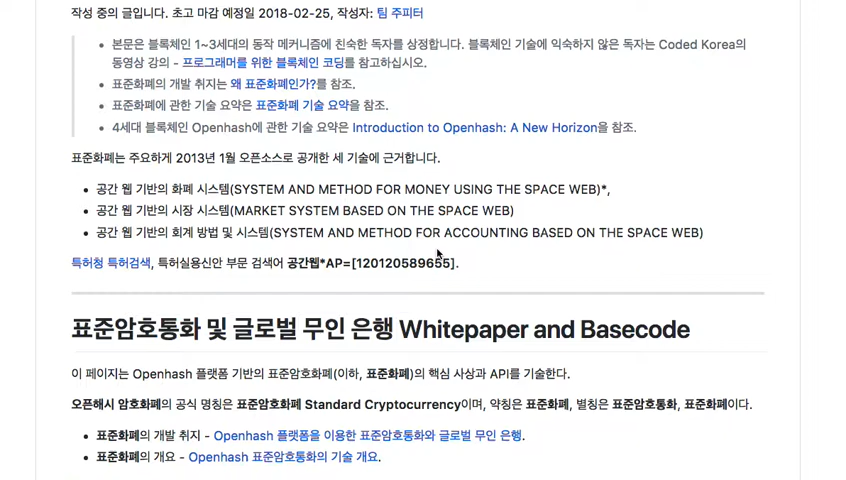 작성 중의 글입니다. 초고 마감 예정일 2018-02-25, 작성자: 팀 주피터
본문은 블록체인 1~3세대의 동작 메커니즘에 친숙한 독자를 상정합니다. 블록체인 기술에 익숙하지 않은 독자는 Coded Korea의
동영상 강의 - 프로그래머를 위한 블록체인 코딩를 참고하십시오.
표준화폐의 개발 취지는 왜 표준화폐인가?를 참조.
표준화폐에 관한 기술 요약은 표준화폐 기술 요약을 참조.
4세대 블록체인 Openhash에 관한 기술 요약은 Introduction to Openhash: A New Horizon을 참조.
표준화폐는 주요하게 2013년 1월 오픈소스로 공개한 세 기술에 근거합니다.
공간 웹 기반의 화폐 시스템(SYSTEM AND METHOD FOR MONEY USING THE SPACE WEB)*,
공간 웹 기반의 시장 시스템(MARKET SYSTEM BASED ON THE SPACE WEB)
공간 웹 기반의 회계 방법 및 시스템(SYSTEM AND METHOD FOR ACCOUNTING BASED ON THE SPACE WEB)
특허청 특허검색, 특허실용신안 부문 검색어 공간웹*AP=[120120589655].
표준암호통화 및 글로벌 무인 은행 Whitepaper and Basecode
이 페이지는 Openhash 플랫폼 기반의 표준암호화폐(이하, 표준화폐)의 핵심 사상과 API를 기술한다.
오픈해시 암호화폐의 공식 명칭은 표준암호화폐 Standard Cryptocurrency이며, 약칭은 표준화폐, 별칭은 표준암호통화, 표준화폐이다.
표준화폐의 개발 취지 - Openhash 플랫폼을 이용한 표준암호통화와 글로벌 무인 은행.
표준화폐의 개요 - Openhash 표준암호통화의 기술 개요.